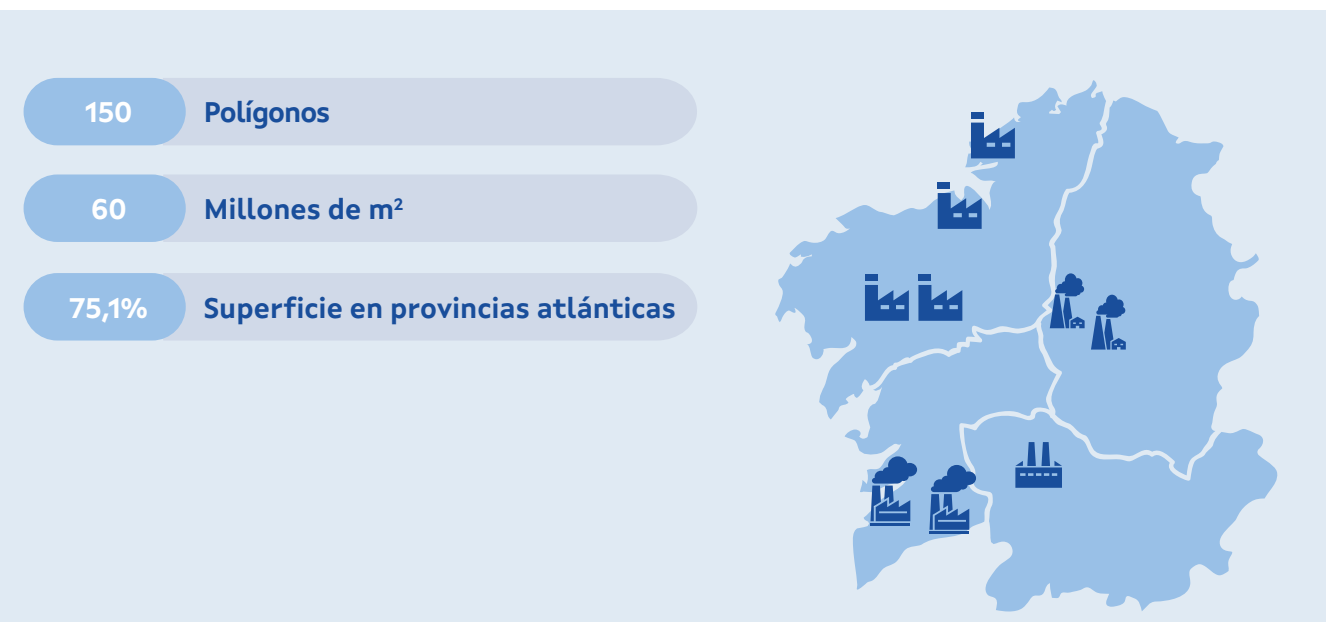 150 Polígonos
60 Millones de m²
75,1% Superficie en provincias atlánticas